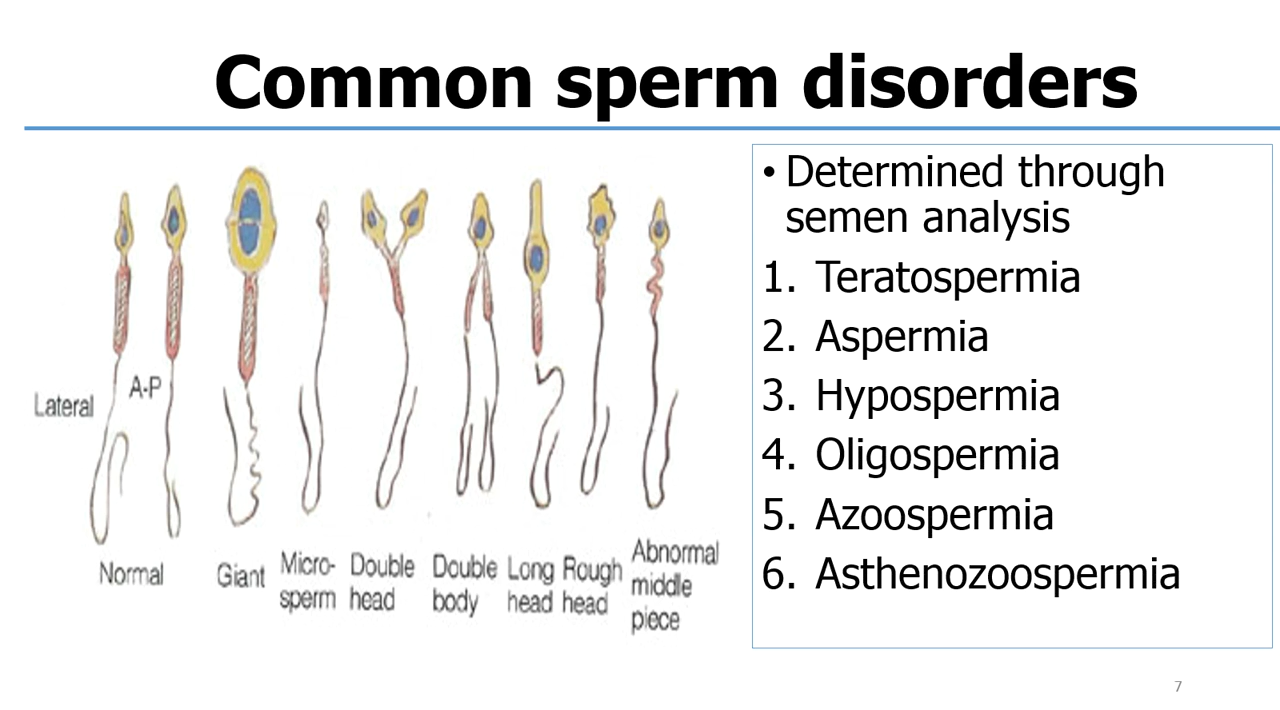 Common sperm disorders
Lateral
A-P
Normal
Giant
Micro-
sperm
Double
head
Double
body
Long
head
Rough
head
Abnormal
middle
piece
• Determined through
semen analysis
1. Teratospermia
2. Aspermia
3. Hypospermia
4. Oligospermia
5. Azoospermia
6. Asthenozoospermia
7